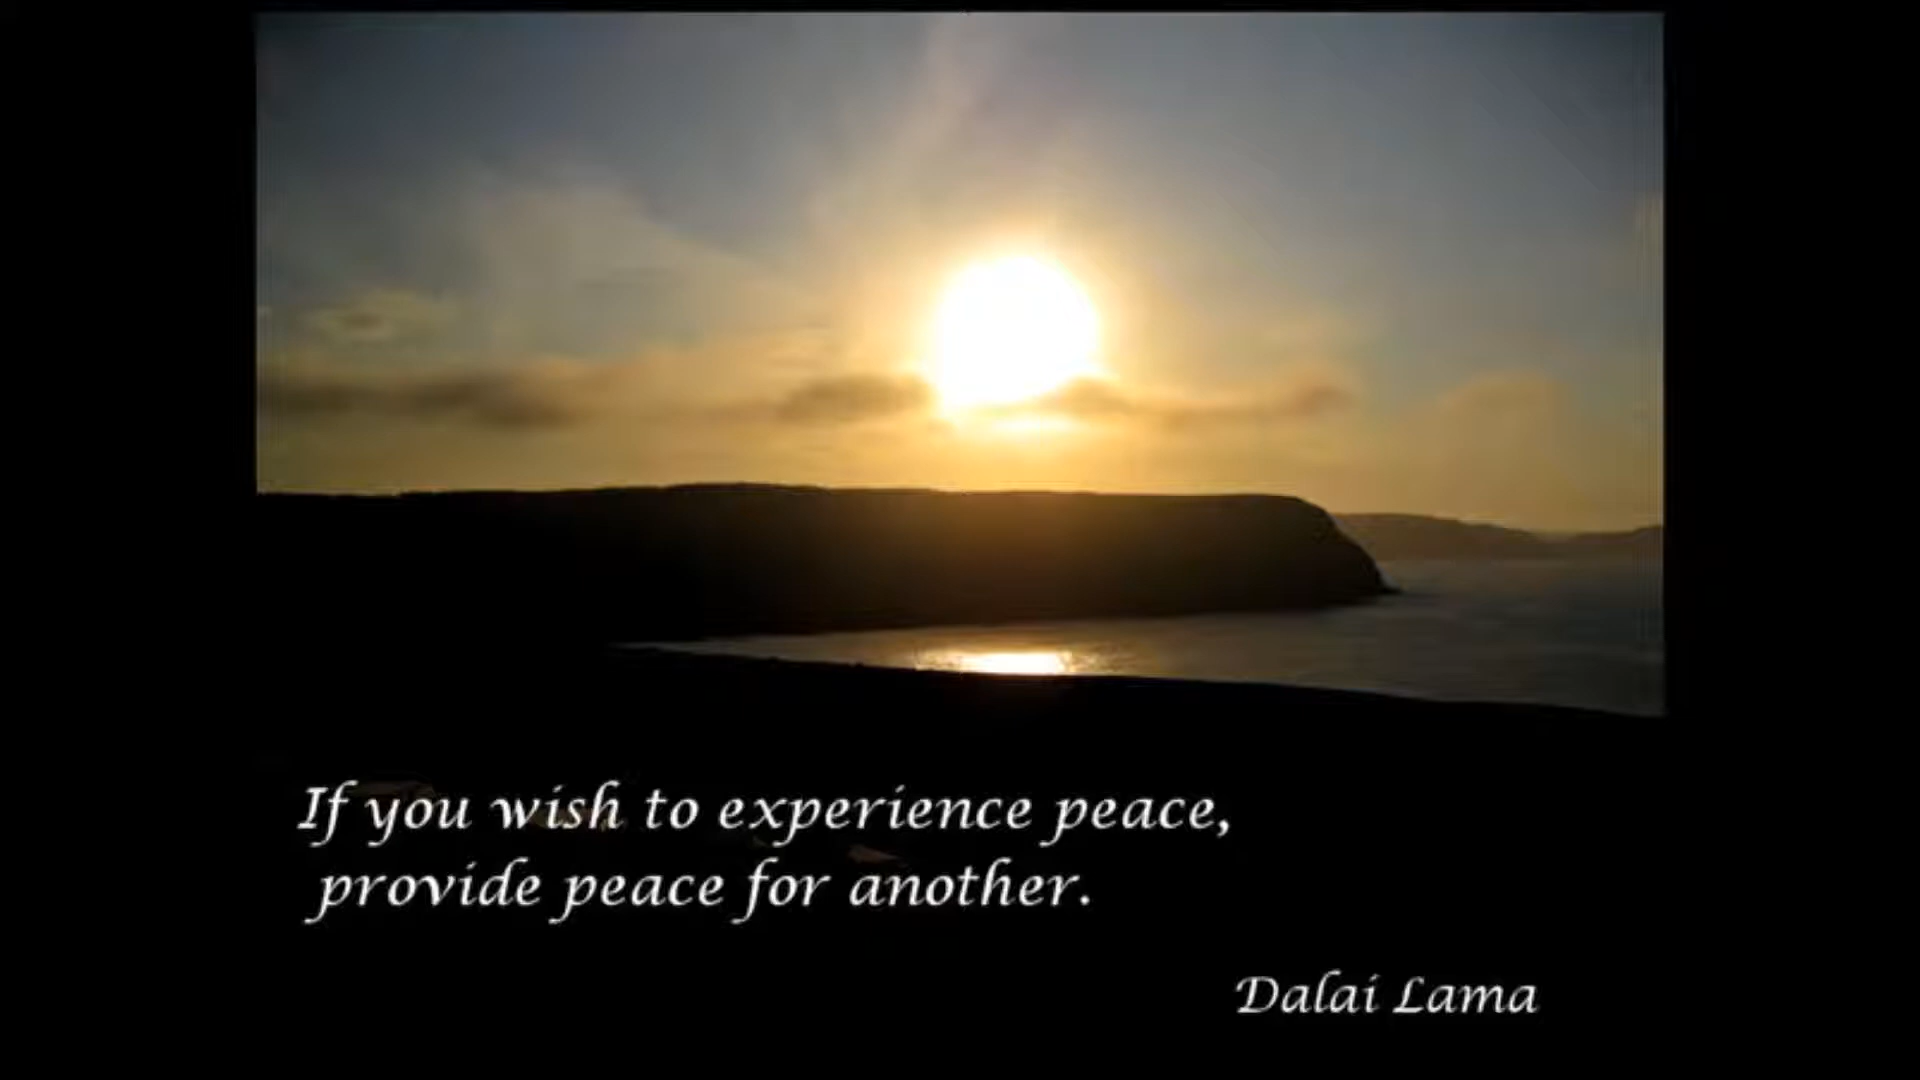 If you wish to experience peace,
provide peace for another.
Dalai Lama